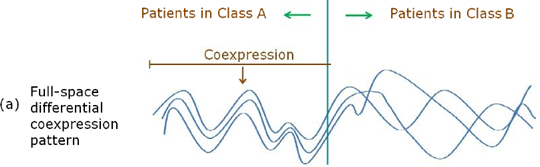 Patients in Class A
Patients in Class B
Coexpression
(a) Full-space
differential
coexpression
pattern